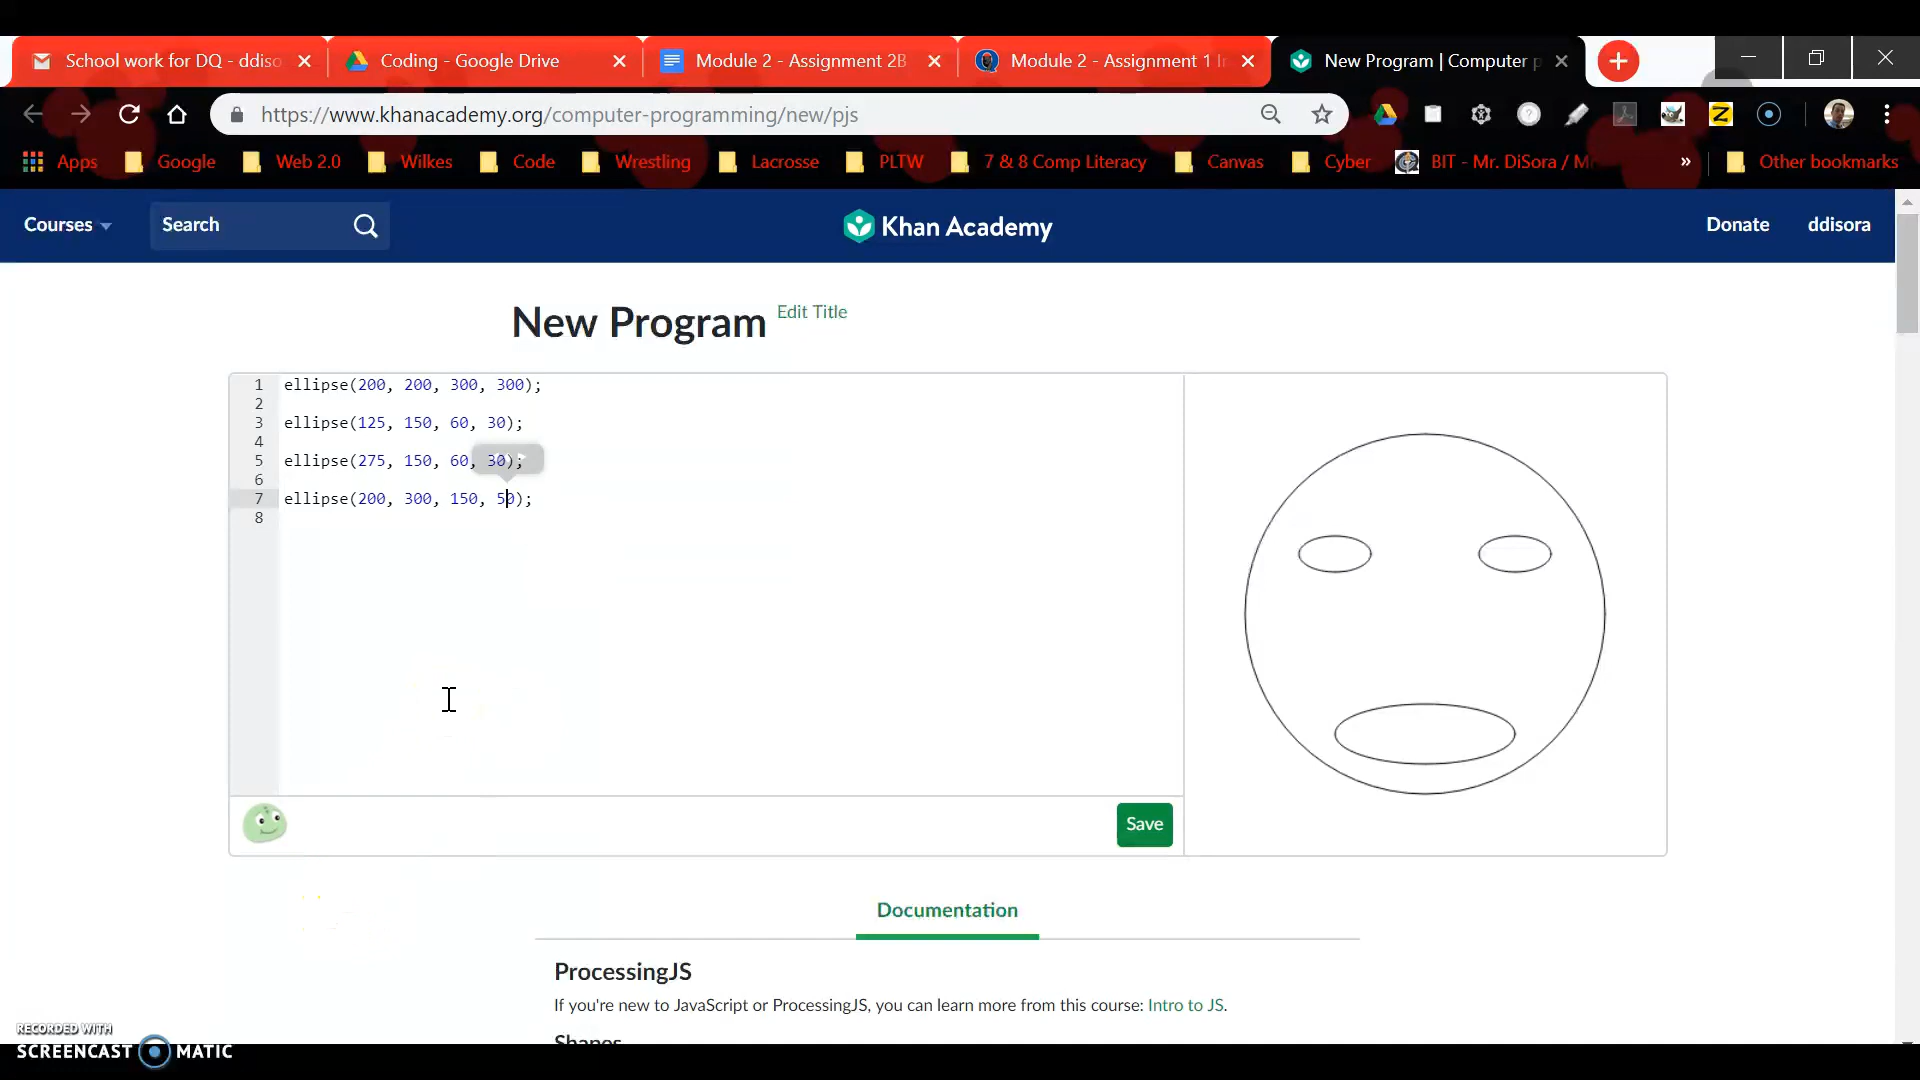 School work for DQ - ddiso
Coding - Google Drive
Module 2 - Assignment 2B
Module 2 - Assignment 1 In
New Program | Computer p
https://www.khanacademy.org/computer-programming/new/pjs
Apps
Google
Web 2.0
Wilkes
Code
Wrestling
Lacrosse
PLTW
7 & 8 Comp Literacy
Canvas
Cyber
BIT - Mr. DiSora / M
»
Other bookmarks
Courses
Search
Khan Academy
Donate
ddisora
New Program
Edit Title
1 ellipse(200, 200, 300, 300);
2
3 ellipse(125, 150, 60, 30);
4
5 ellipse(275, 150, 60, 30);
6
7 ellipse(200, 300, 150, 50);
8
Save
Documentation
ProcessingJS
If you're new to JavaScript or ProcessingJS, you can learn more from this course: Intro to JS.
Shapes
RECORDED WITH
SCREENCAST MATIC